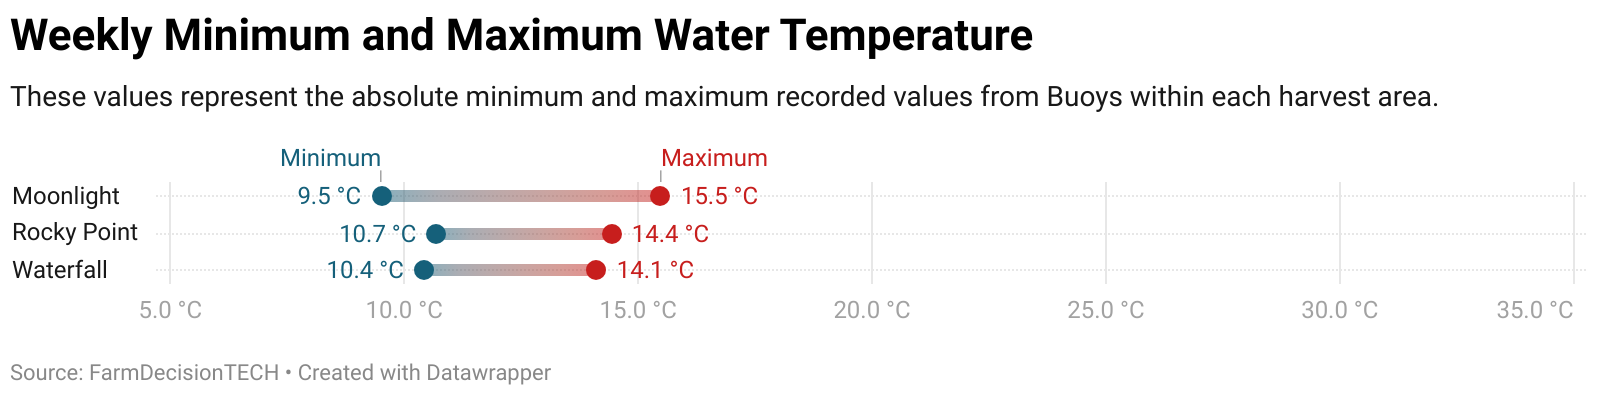 Weekly Minimum and Maximum Water Temperature
These values represent the absolute minimum and maximum recorded values from Buoys within each harvest area.
Minimum Maximum
Moonlight 9.5 °C 15.5 °C
Rocky Point 10.7 °C 14.4 °C
Waterfall 10.4 °C 14.1 °C
5.0 °C 10.0 °C 15.0 °C 20.0 °C 25.0 °C 30.0 °C 35.0 °C
Source: FarmDecisionTECH • Created with Datawrapper